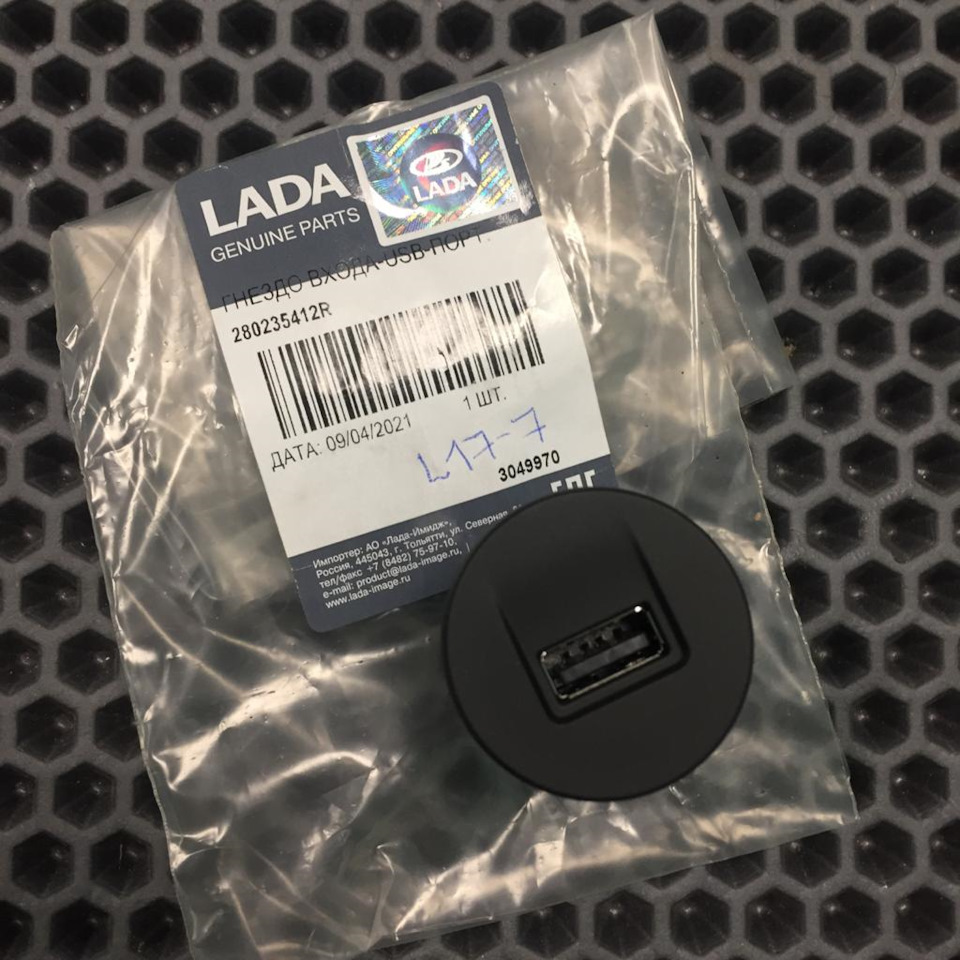 LADA
GENUINE PARTS
LADA
ГНЕЗДО ВХОДА-USB-ПОРТ
280235412R
1 ШТ.
ДАТА: 09/04/2021
L17-7
3049970
Импортер: АО «Лада-Имидж»,
Россия, 445043, г. Тольятти, ул. Северная,
тел/факс +7 (8482) 75-97-10.
e-mail: product@lada-image.ru,
www.lada-image.ru